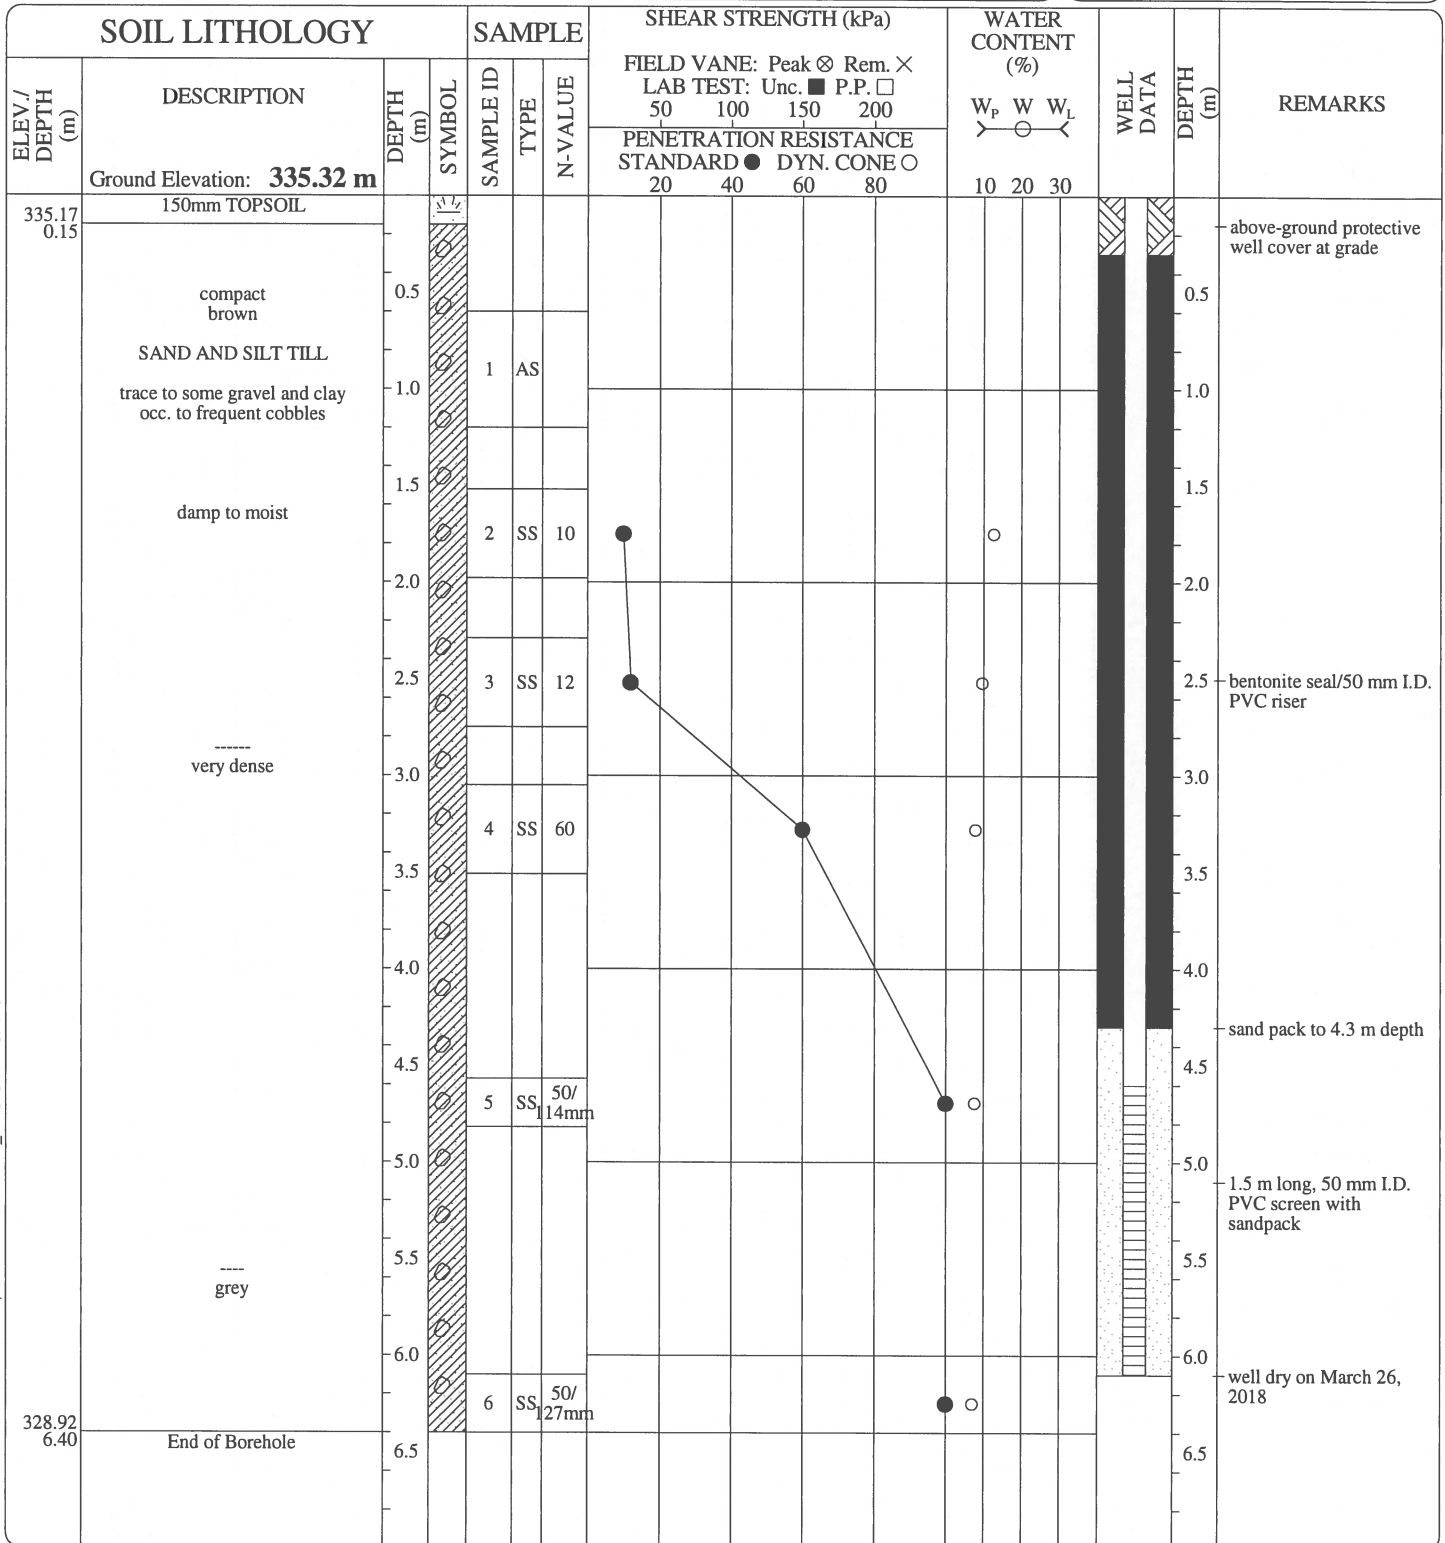 SOIL LITHOLOGY
SAMPLE
SHEAR STRENGTH (kPa)
FIELD VANE: Peak ⊗ Rem. ×
LAB TEST: Unc. ■ P.P. □
50 100 150 200
PENETRATION RESISTANCE
STANDARD ● DYN. CONE ○
20 40 60 80
WATER
CONTENT
(%)
WP W WL
10 20 30
ELEV./
DEPTH
(m)
DESCRIPTION
Ground Elevation: 335.32 m
DEPTH
(m)
SYMBOL
SAMPLE ID
TYPE
N-VALUE
WELL
DATA
DEPTH
(m)
REMARKS
335.17
0.15
150mm TOPSOIL
compact
brown
SAND AND SILT TILL
trace to some gravel and clay
occ. to frequent cobbles
damp to moist
------
very dense
----
grey
328.92
6.40
End of Borehole
0.5
1.0
1.5
2.0
2.5
3.0
3.5
4.0
4.5
5.0
5.5
6.0
6.5
1 AS
2 SS 10
3 SS 12
4 SS 60
5 SS 50/
114mm
6 SS 50/
127mm
0.5
1.0
1.5
2.0
2.5
3.0
3.5
4.0
4.5
5.0
5.5
6.0
6.5
above-ground protective
well cover at grade
bentonite seal/50 mm I.D.
PVC riser
sand pack to 4.3 m depth
1.5 m long, 50 mm I.D.
PVC screen with
sandpack
well dry on March 26,
2018